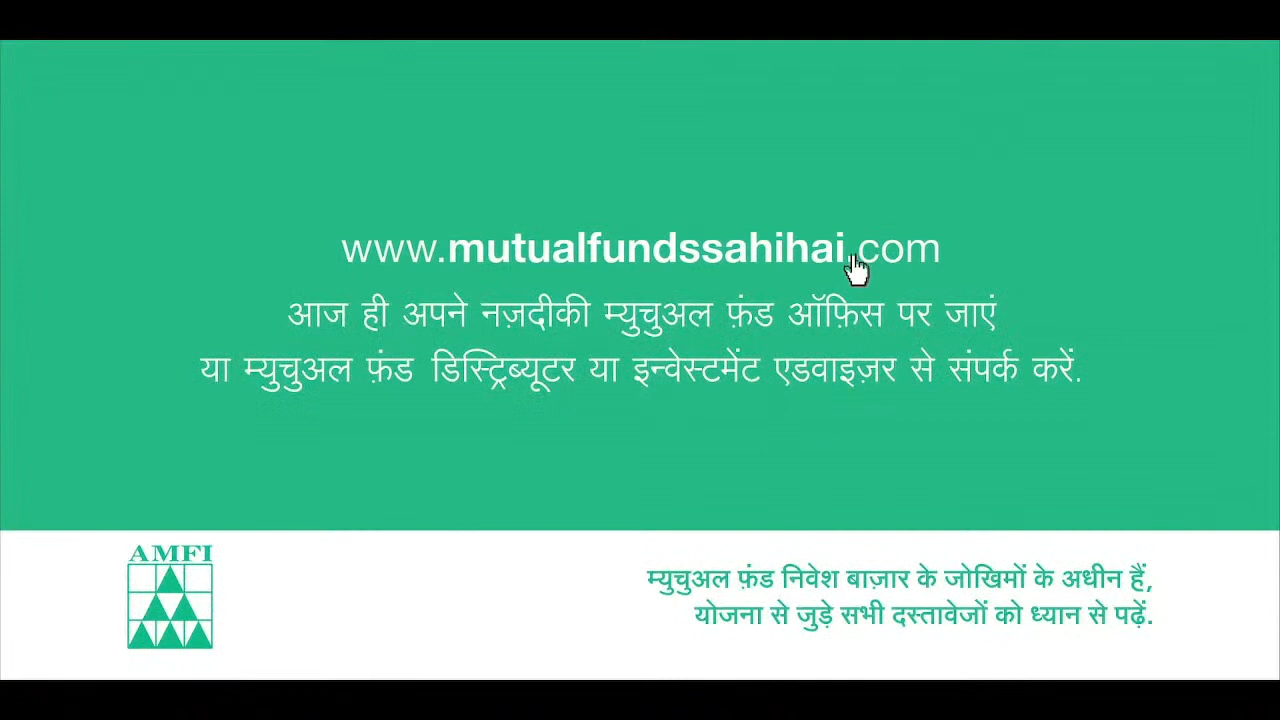 www.mutualfundssahihai.com
आज ही अपने नज़दीकी म्युचुअल फ़ंड ऑफ़िस पर जाएं
या म्युचुअल फ़ंड डिस्ट्रिब्यूटर या इन्वेस्टमेंट एडवाइज़र से संपर्क करें.
AMFI
म्युचुअल फ़ंड निवेश बाज़ार के जोखिमों के अधीन हैं,
योजना से जुड़े सभी दस्तावेजों को ध्यान से पढ़ें.